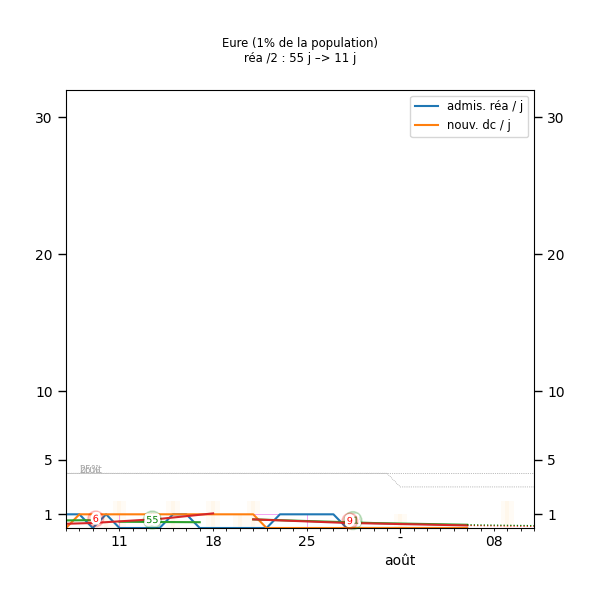 Eure (1% de la population)
réa /2 : 55 j –> 11 j
admis. réa / j
nouv. dc / j
30 30
20 20
10 10
5 5
25%
6 55
1 1
11 18 25 - 08
août